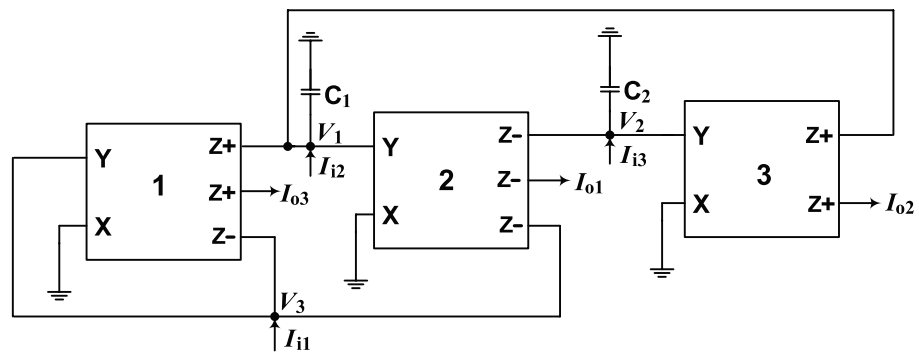 C1
C2
V1
V2
Y
Z+
Ii2
Y
Z-
Ii3
Y
Z+
1
Z+
Io3
2
Z-
Io1
3
X
Z-
X
Z-
X
Z+
Io2
V3
Ii1